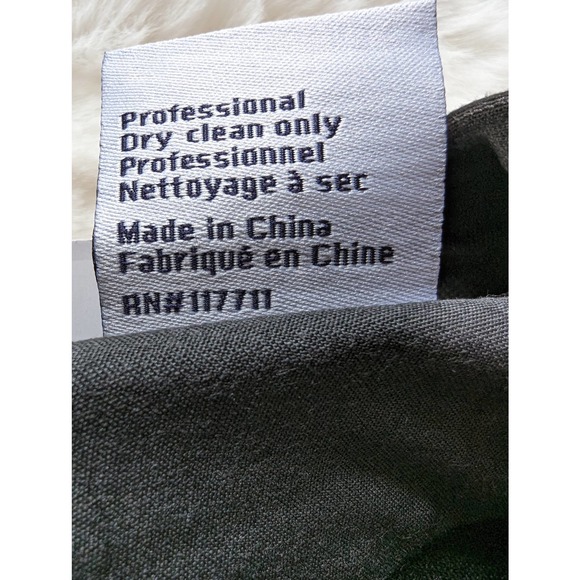 Professional
Dry clean only
Professionnel
Nettoyage à sec
Made in China
Fabriqué en Chine
RN#117711